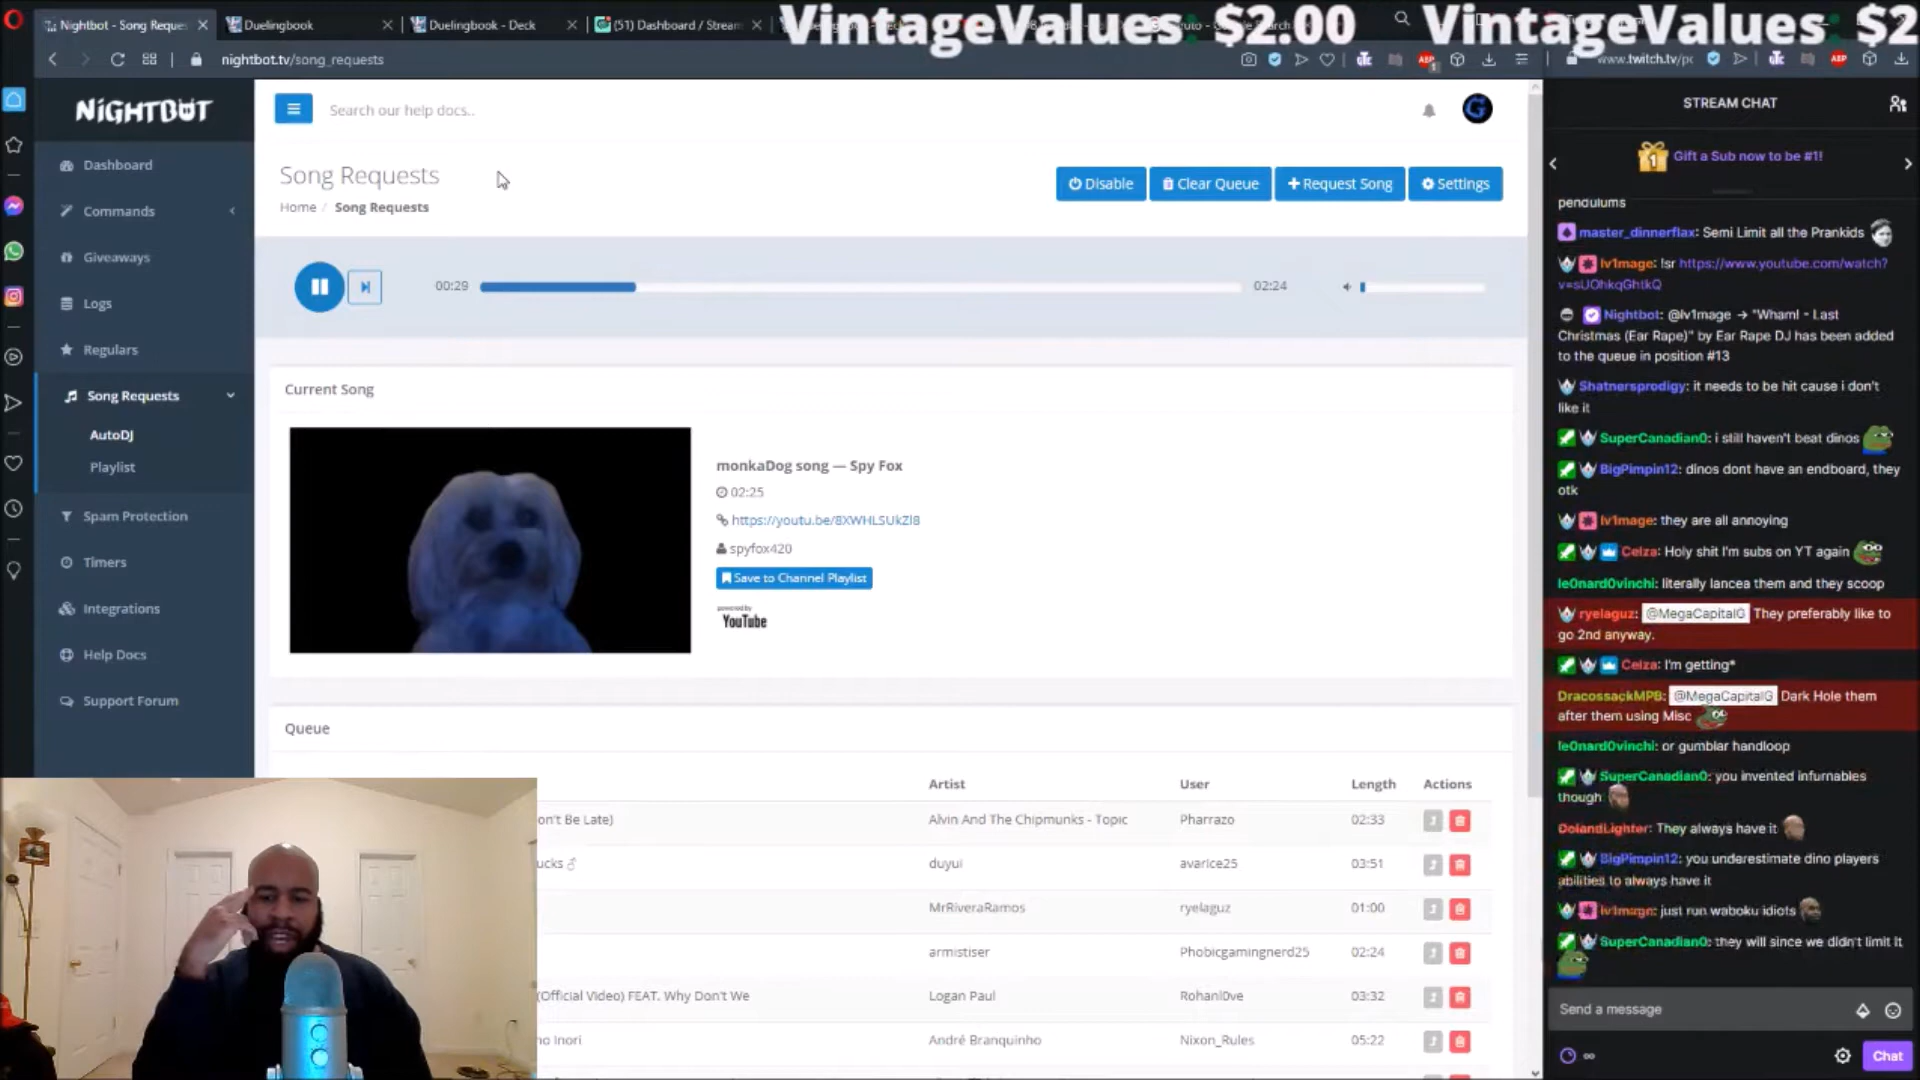 Nightbot - Song Reques
Duelingbook
Duelingbook - Deck
(51) Dashboard / Stream
VintageValues: $2.00 VintageValues: $2
nightbot.tv/song_requests
www.twitch.tv/pc
NiGHTBOT
Search our help docs..
Dashboard
Commands
Giveaways
Logs
Regulars
Song Requests
AutoDJ
Playlist
Spam Protection
Timers
Integrations
Help Docs
Support Forum
Song Requests
Home / Song Requests
Disable
Clear Queue
Request Song
Settings
00:29
02:24
Current Song
monkaDog song — Spy Fox
02:25
https://youtu.be/8XWHLSUkZl8
spyfox420
Save to Channel Playlist
powered by
YouTube
Queue
Artist User Length Actions
on't Be Late) Alvin And The Chipmunks - Topic Pharrazo 02:33
ucks duyui avarice25 03:51
MrRiveraRamos ryelaguz 01:00
armistiser Phobicgamingnerd25 02:24
(Official Video) FEAT. Why Don't We Logan Paul Rohanl0ve 03:32
no Inori André Branquinho Nixon_Rules 05:22
STREAM CHAT
Gift a Sub now to be #1!
pendulums
master_dinnerflax: Semi Limit all the Prankids
lv1mage: !sr https://www.youtube.com/watch?
v=sUOhkqGhtkQ
Nightbot: @lv1mage → "Wham! - Last
Christmas (Ear Rape)" by Ear Rape DJ has been added
to the queue in position #13
Shatnersprodigy: it needs to be hit cause i don't
like it
SuperCanadian0: i still haven't beat dinos
BigPimpin12: dinos dont have an endboard, they
otk
lv1mage: they are all annoying
Ceiza: Holy shit I'm subs on YT again
le0nard0vinchi: literally lancea them and they scoop
ryelaguz: @MegaCapitalG They preferably like to
go 2nd anyway.
Ceiza: I'm getting*
DracossackMPB: @MegaCapitalG Dark Hole them
after them using Misc
le0nard0vinchi: or gumblar handloop
SuperCanadian0: you invented infurnables
though
DolandLighter: They always have it
BigPimpin12: you underestimate dino players
abilities to always have it
lv1mage: just run waboku idiots
SuperCanadian0: they will since we didn't limit it
Send a message
Chat